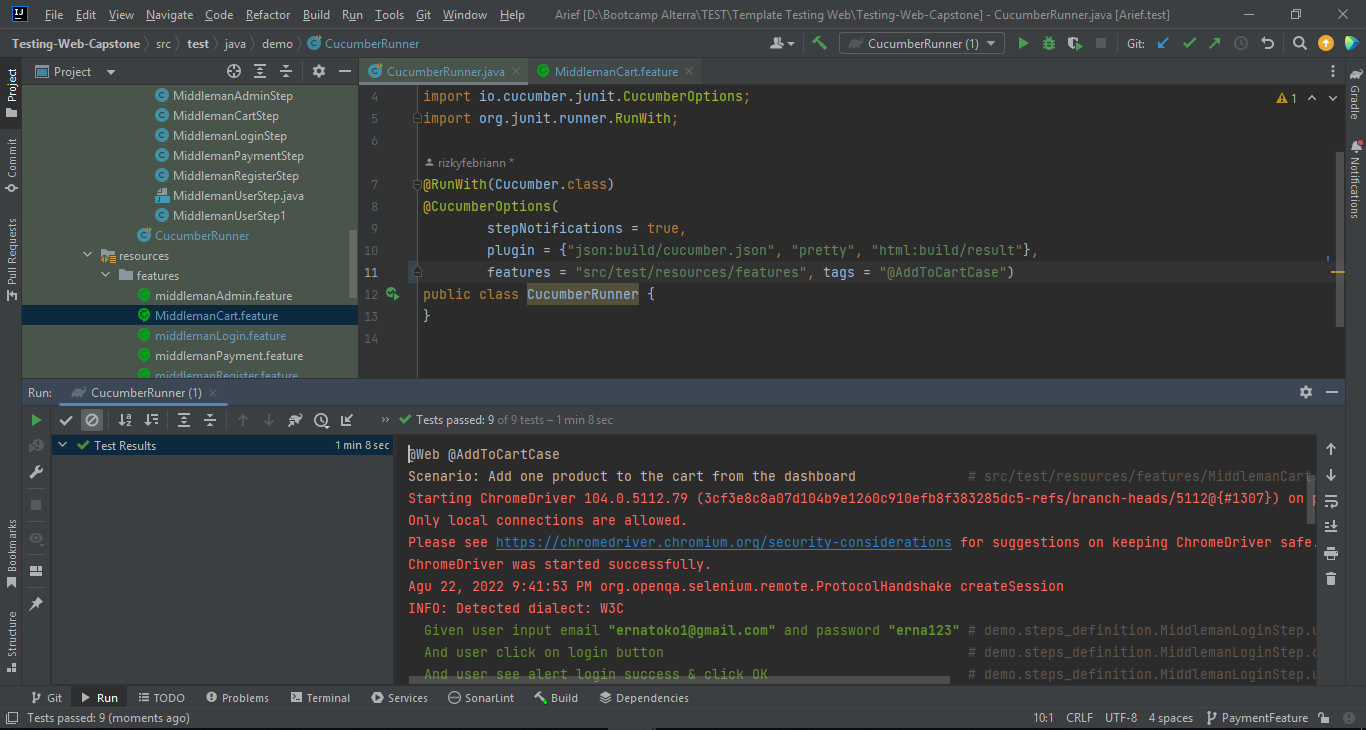 File Edit View Navigate Code Refactor Build Run Tools Git Window Help Arief [D:\Bootcamp Alterra\TEST\Template Testing Web\Testing-Web-Capstone] - CucumberRunner.java [Arief.test]
Testing-Web-Capstone src test java demo CucumberRunner CucumberRunner (1) Git:
Project
CucumberRunner.java MiddlemanCart.feature
Project
Commit
Pull Requests
Bookmarks
Structure
MiddlemanAdminStep
MiddlemanCartStep
MiddlemanLoginStep
MiddlemanPaymentStep
MiddlemanRegisterStep
MiddlemanUserStep.java
MiddlemanUserStep1
CucumberRunner
resources
features
middlemanAdmin.feature
MiddlemanCart.feature
middlemanLogin.feature
middlemanPayment.feature
middlemanRegister.feature
4 import io.cucumber.junit.CucumberOptions;
5 import org.junit.runner.RunWith;
6
rizkyfebriann *
7 @RunWith(Cucumber.class)
8 @CucumberOptions(
9 stepNotifications = true,
10 plugin = {"json:build/cucumber.json", "pretty", "html:build/result"},
11 features = "src/test/resources/features", tags = "@AddToCartCase")
12 public class CucumberRunner {
13 }
14
1
Gradle
Notifications
Run: CucumberRunner (1)
Tests passed: 9 of 9 tests – 1 min 8 sec
Test Results 1 min 8 sec
@Web @AddToCartCase
Scenario: Add one product to the cart from the dashboard # src/test/resources/features/MiddlemanCart.
Starting ChromeDriver 104.0.5112.79 (3cf3e8c8a07d104b9e1260c910efb8f383285dc5-refs/branch-heads/5112@{#1307}) on p
Only local connections are allowed.
Please see https://chromedriver.chromium.org/security-considerations for suggestions on keeping ChromeDriver safe.
ChromeDriver was started successfully.
Agu 22, 2022 9:41:53 PM org.openqa.selenium.remote.ProtocolHandshake createSession
INFO: Detected dialect: W3C
Given user input email "ernatoko1@gmail.com" and password "erna123" # demo.steps_definition.MiddlemanLoginStep.u
And user click on login button # demo.steps_definition.MiddlemanLoginStep.
And user see alert login success & click OK # demo.steps_definition.MiddlemanLoginStep.u
Git Run TODO Problems Terminal Services SonarLint Build Dependencies
Tests passed: 9 (moments ago) 10:1 CRLF UTF-8 4 spaces PaymentFeature